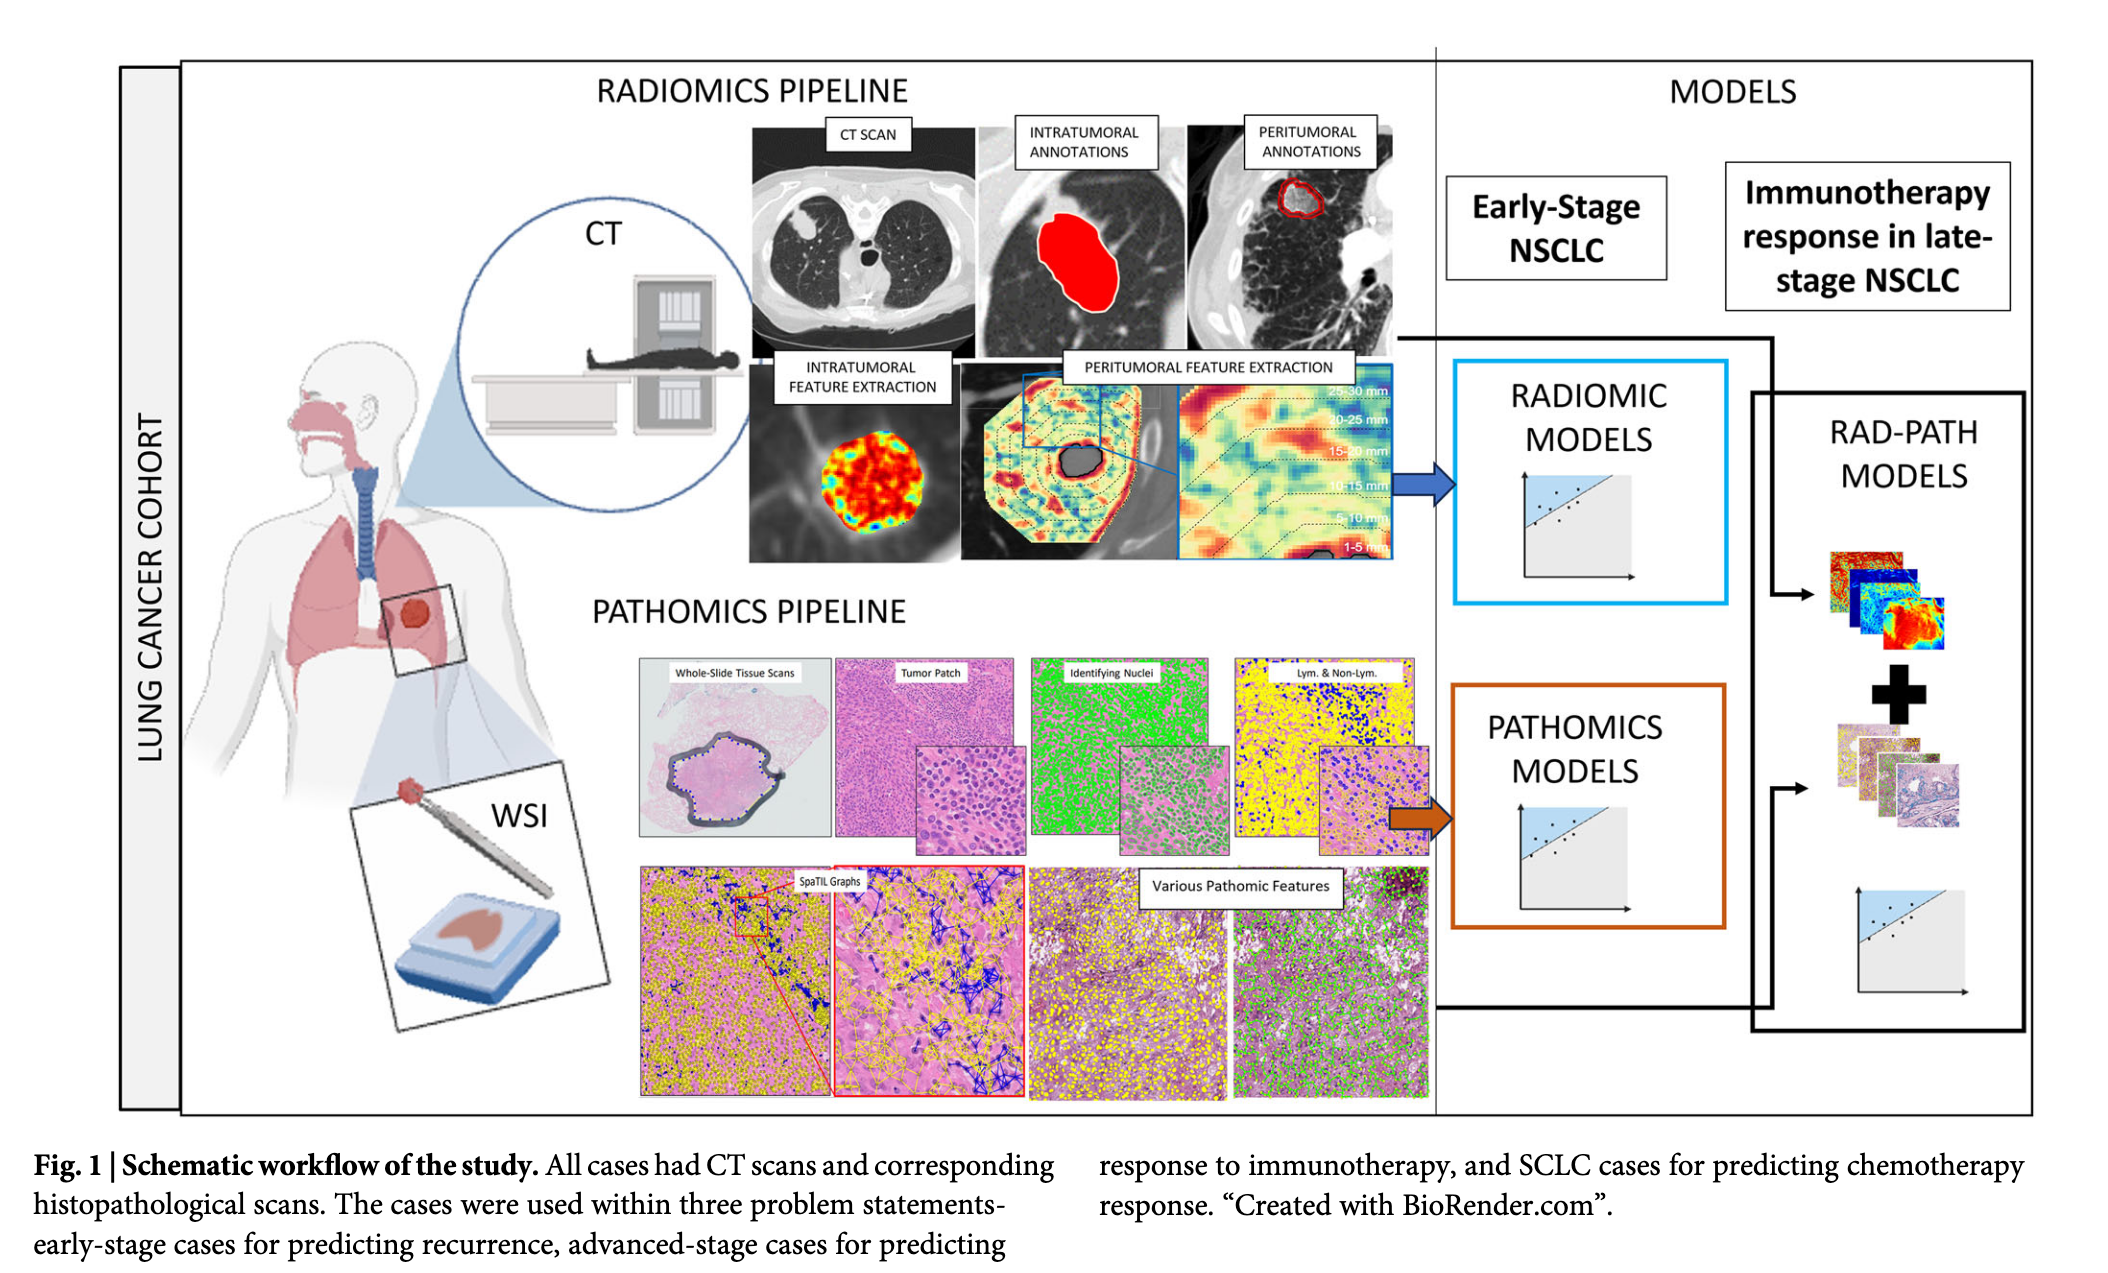 LUNG CANCER COHORT
RADIOMICS PIPELINE
CT
CT SCAN
INTRATUMORAL
ANNOTATIONS
PERITUMORAL
ANNOTATIONS
INTRATUMORAL
FEATURE EXTRACTION
PERITUMORAL FEATURE EXTRACTION
25-30 mm
20-25 mm
15-20 mm
10-15 mm
5-10 mm
1-5 mm
PATHOMICS PIPELINE
WSI
Whole-Slide Tissue Scans
Tumor Patch
Identifying Nuclei
Lym. & Non-Lym.
SpaTIL Graphs
Various Pathomic Features
MODELS
Early-Stage
NSCLC
Immunotherapy
response in late-
stage NSCLC
RADIOMIC
MODELS
PATHOMICS
MODELS
RAD-PATH
MODELS
Fig. 1 | Schematic workflow of the study. All cases had CT scans and corresponding
histopathological scans. The cases were used within three problem statements-
early-stage cases for predicting recurrence, advanced-stage cases for predicting
response to immunotherapy, and SCLC cases for predicting chemotherapy
response. “Created with BioRender.com”.